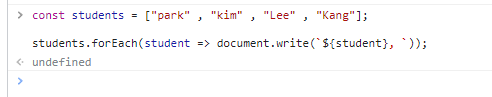 > const students = ["park" , "kim" , "Lee" , "Kang"];
students.forEach(student => document.write(`${student}, `));
<· undefined
>